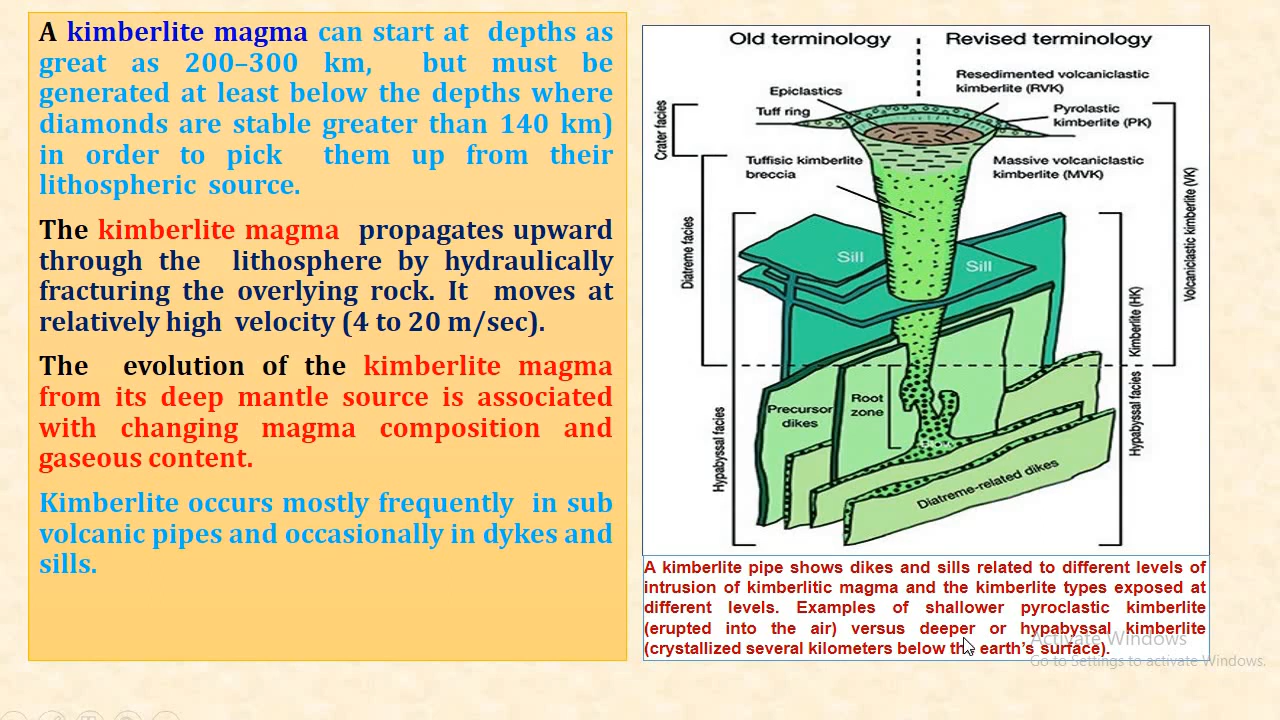 A kimberlite magma can start at depths as
great as 200–300 km, but must be
generated at least below the depths where
diamonds are stable greater than 140 km)
in order to pick them up from their
lithospheric source.
The kimberlite magma propagates upward
through the lithosphere by hydraulically
fracturing the overlying rock. It moves at
relatively high velocity (4 to 20 m/sec).
The evolution of the kimberlite magma
from its deep mantle source is associated
with changing magma composition and
gaseous content.
Kimberlite occurs mostly frequently in sub
volcanic pipes and occasionally in dykes and
sills.
Old terminology
Revised terminology
Resedimented volcaniclastic
kimberlite (RVK)
Epiclastics
Tuff ring
Pyrolastic
kimberlite (PK)
Crater facies
Tuffisic kimberlite
breccia
Massive volcaniclastic
kimberlite (MVK)
Diatreme facies
Volcaniclastic kimberlite (VK)
Sill
Sill
Kimberlite (HK)
Hypabyssal facies
Precursor
dikes
Root
zone
Hypabyssal facies
Diatreme-related dikes
A kimberlite pipe shows dikes and sills related to different levels of
intrusion of kimberlitic magma and the kimberlite types exposed at
different levels. Examples of shallower pyroclastic kimberlite
(erupted into the air) versus deeper or hypabyssal kimberlite
(crystallized several kilometers below the earth's surface).
Activate Windows
Go to Settings to activate Windows.